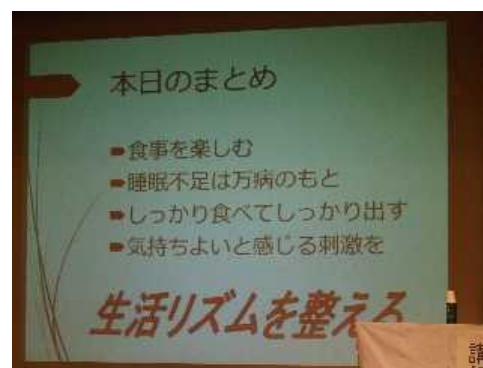 本日のまとめ
食事を楽しむ
睡眠不足は万病のもと
しっかり食べてしっかり出す
気持ちよいと感じる刺激を
生活リズムを整える